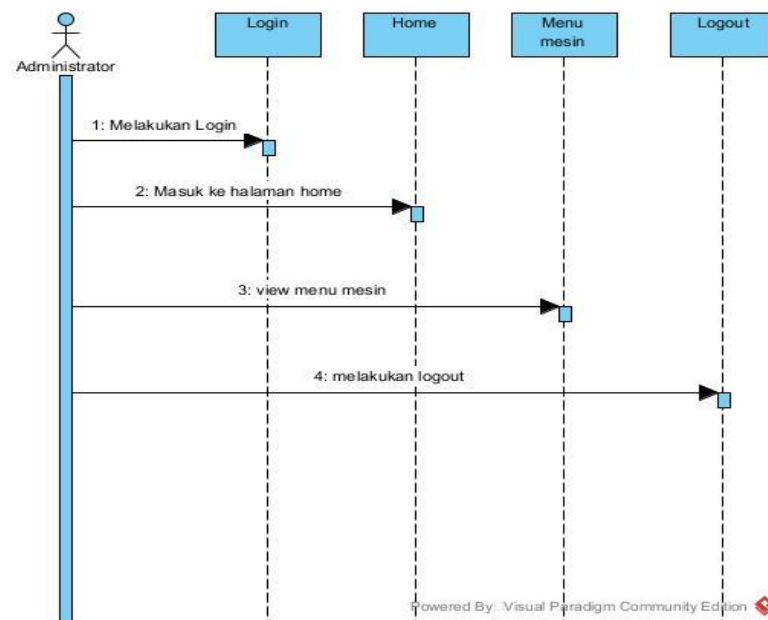 Login
Home
Menu
mesin
Logout
Administrator
1: Melakukan Login
2: Masuk ke halaman home
3: view menu mesin
4: melakukan logout
Powered By Visual Paradigm Community Edition